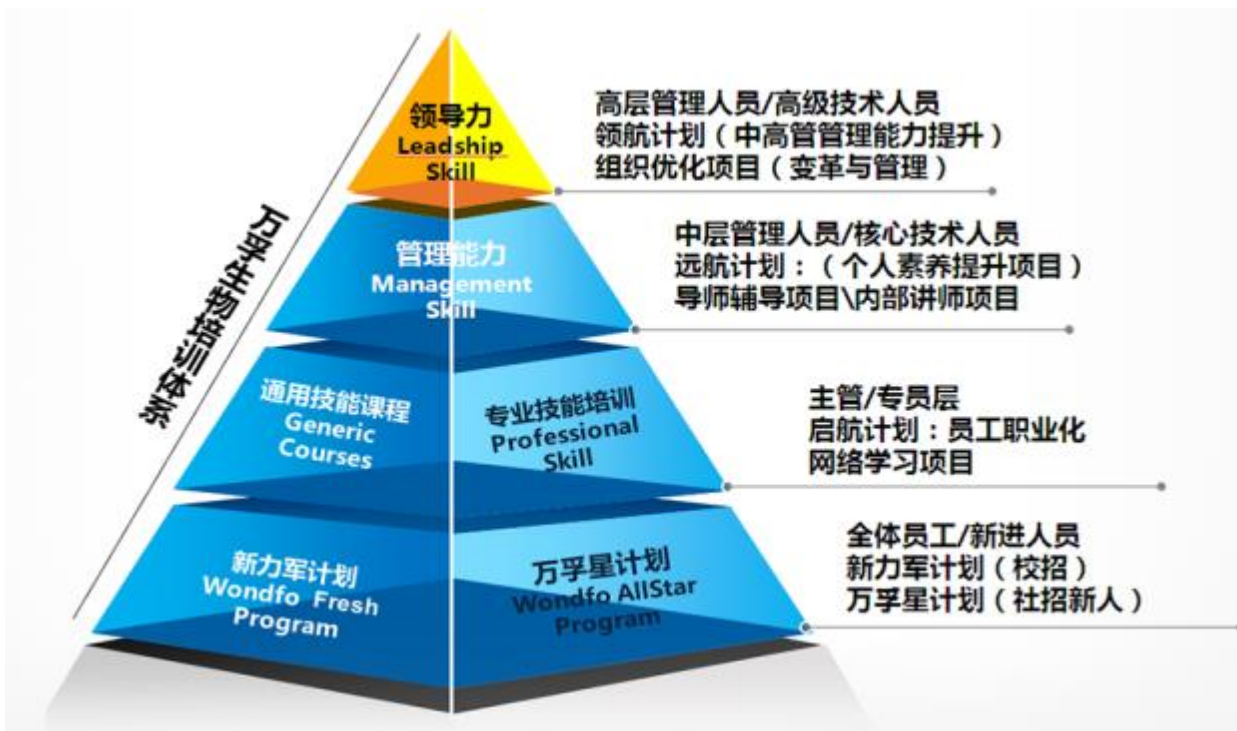 万孚生物培训体系
领导力
Leadship
Skill
高层管理人员/高级技术人员
领航计划（中高管管理能力提升）
组织优化项目（变革与管理）
管理能力
Management
Skill
中层管理人员/核心技术人员
远航计划：（个人素养提升项目）
导师辅导项目\内部讲师项目
通用技能课程
Generic
Courses
专业技能培训
Professional
Skill
主管/专员层
启航计划：员工职业化
网络学习项目
新力军计划
Wondfo Fresh
Program
万孚星计划
Wondfo AllStar
Program
全体员工/新进人员
新力军计划（校招）
万孚星计划（社招新人）